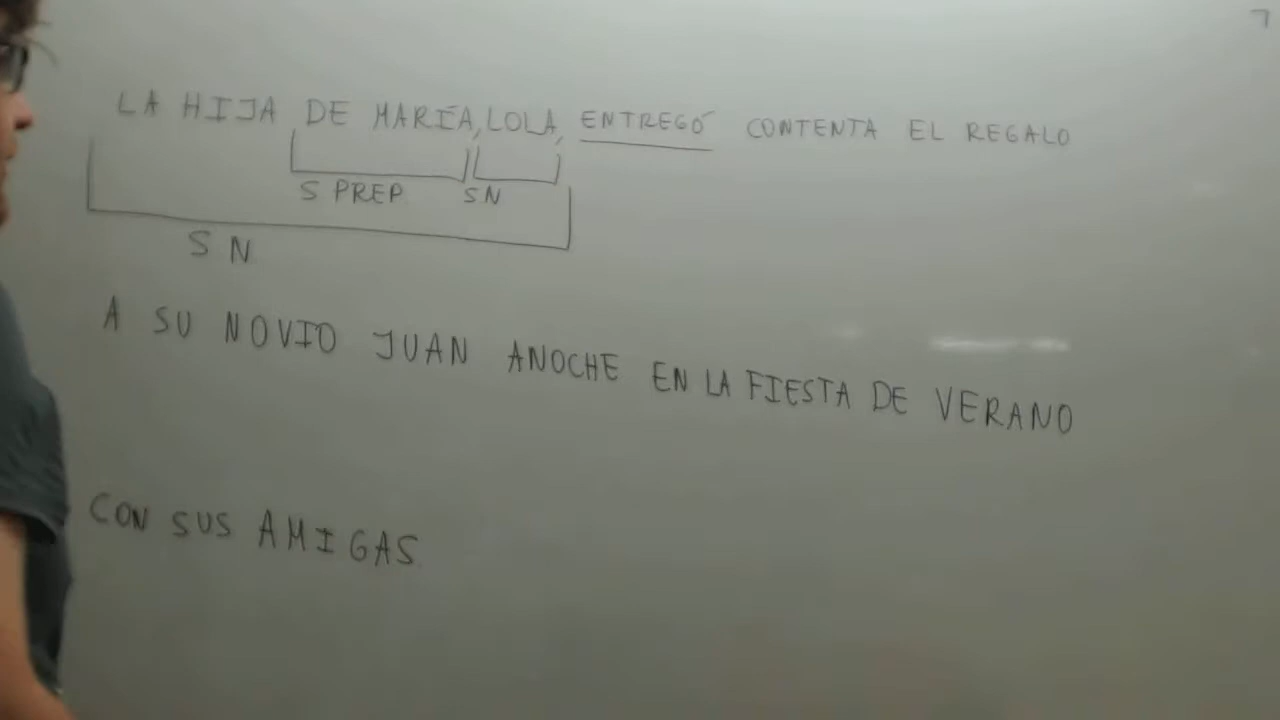 LA HIJA DE MARÍA, LOLA, ENTREGÓ CONTENTA EL REGALO
S PREP SN
S N
A SU NOVIO JUAN ANOCHE EN LA FIESTA DE VERANO
CON SUS AMIGAS